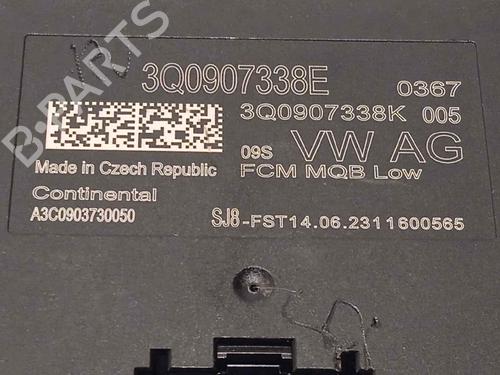 B-PARTS
3Q0907338E 0367
3Q0907338K 005
09S VW AG
Made in Czech Republic FCM MQB Low
Continental
A3C0903730050 SJ8-FST14.06.2311600565